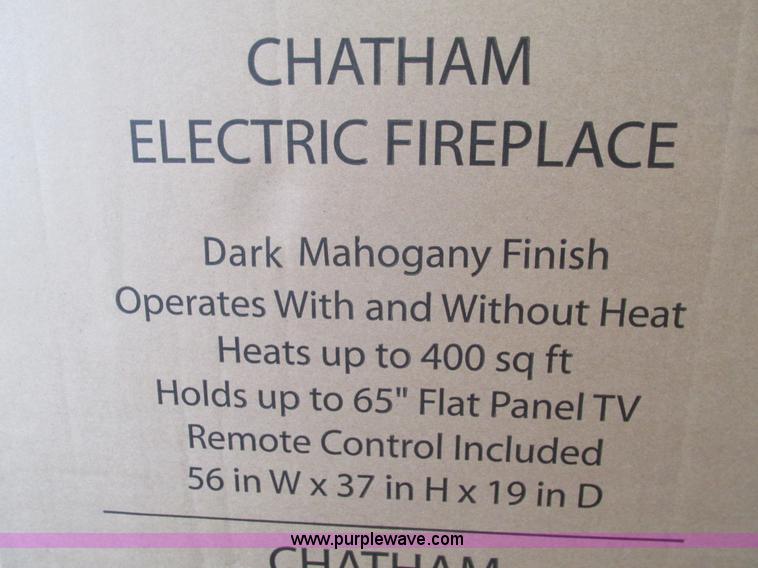 CHATHAM
ELECTRIC FIREPLACE
Dark Mahogany Finish
Operates With and Without Heat
Heats up to 400 sq ft
Holds up to 65" Flat Panel TV
Remote Control Included
56 in W x 37 in H x 19 in D
www.purplewave.com
CHATHAM